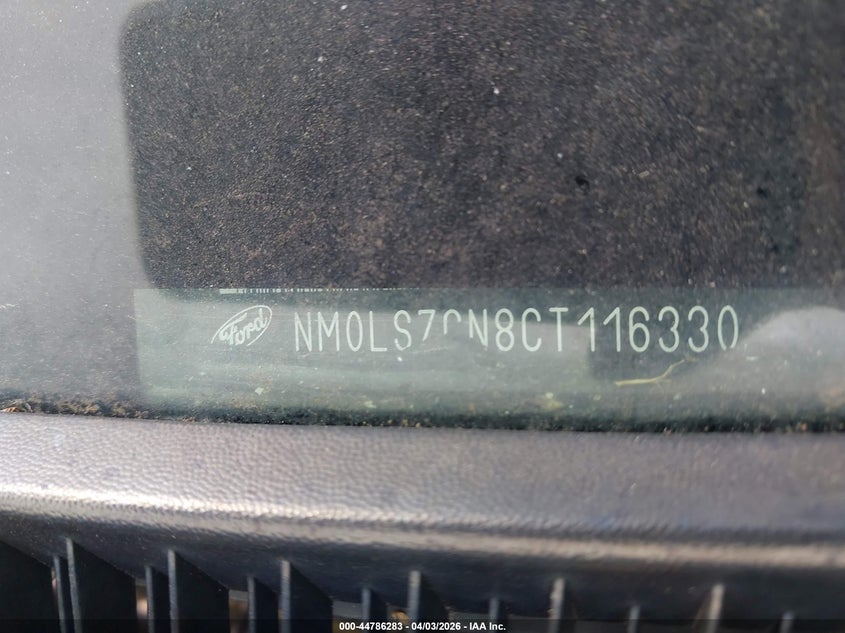 Ford NM0LS7CN8CT116330
000-44786283 - 04/03/2026 - IAA Inc.